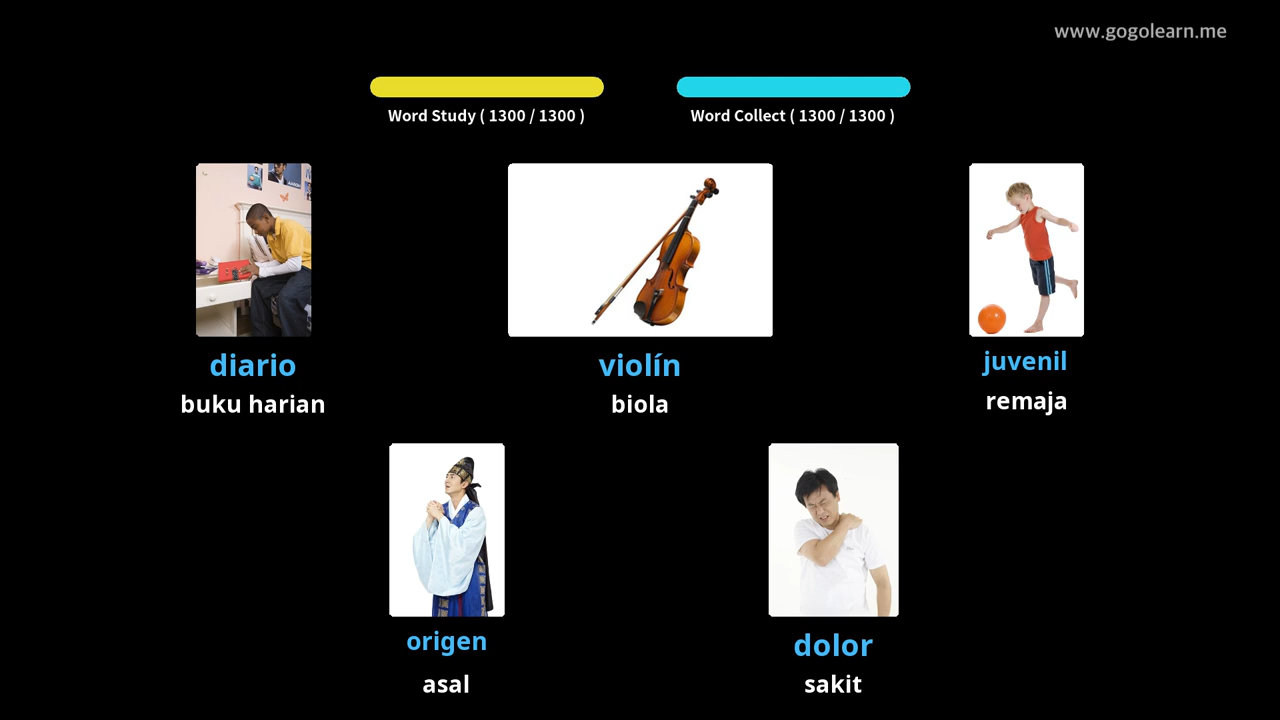 www.gogolearn.me
Word Study ( 1300 / 1300 )
Word Collect ( 1300 / 1300 )
diario
buku harian
violín
biola
juvenil
remaja
origen
asal
dolor
sakit